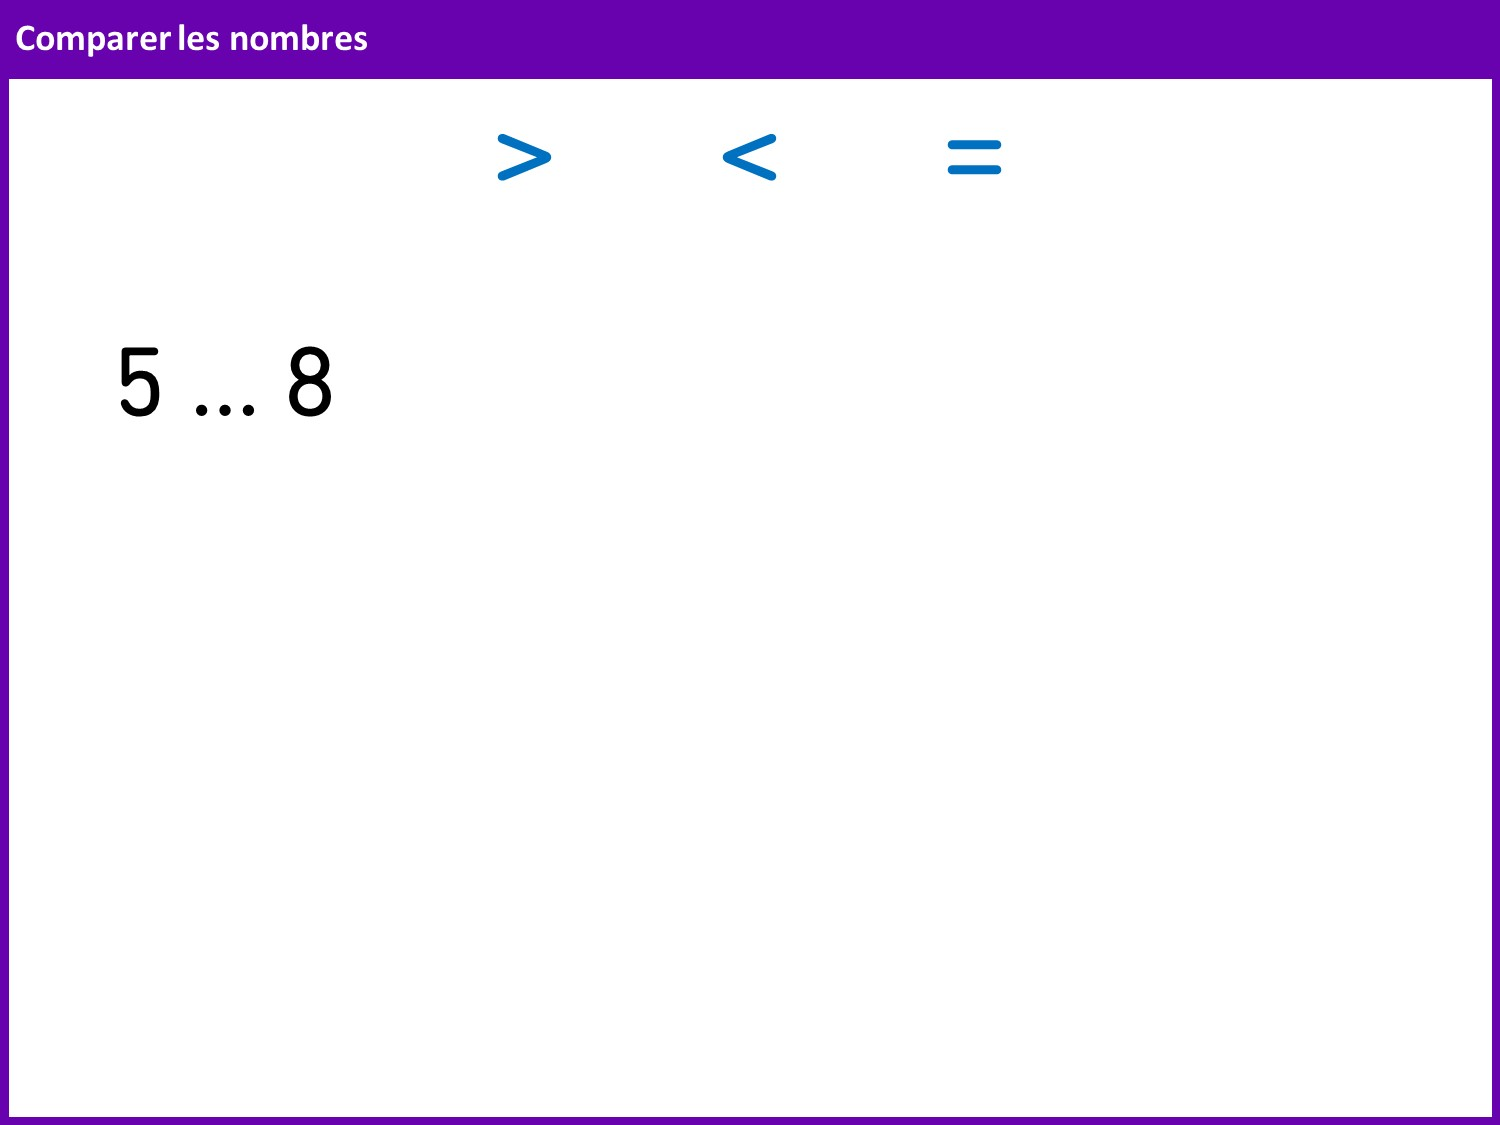 Comparer les nombres
> < =
5 ... 8